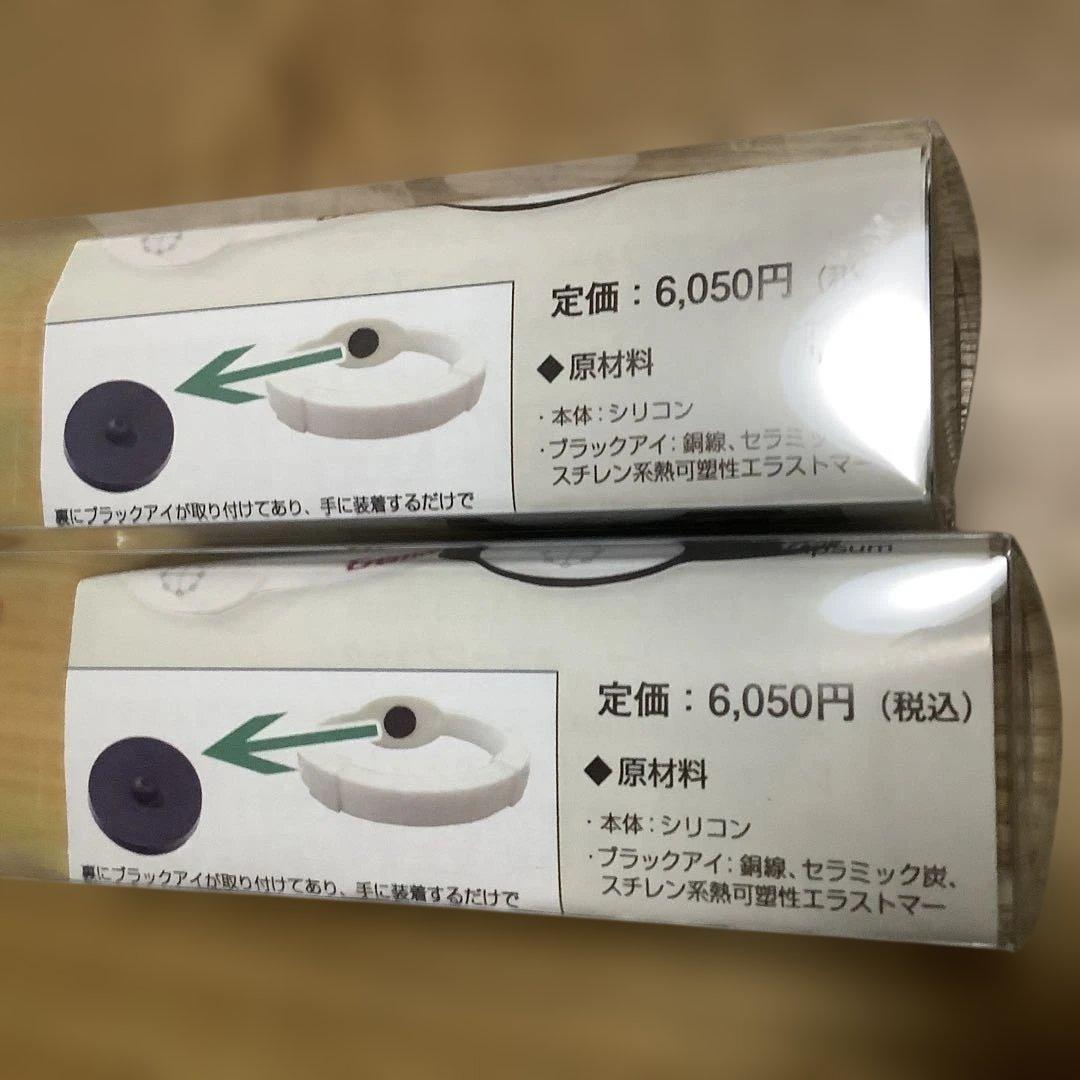 定価：6,050円
◆原材料
・本体：シリコン
・ブラックアイ：銅線、セラミッ
スチレン系熱可塑性エラストマー
裏にブラックアイが取り付けてあり、手に装着するだけで
定価：6,050円（税込）
◆原材料
・本体：シリコン
・ブラックアイ：銅線、セラミック炭、
スチレン系熱可塑性エラストマー
裏にブラックアイが取り付けてあり、手に装着するだけで